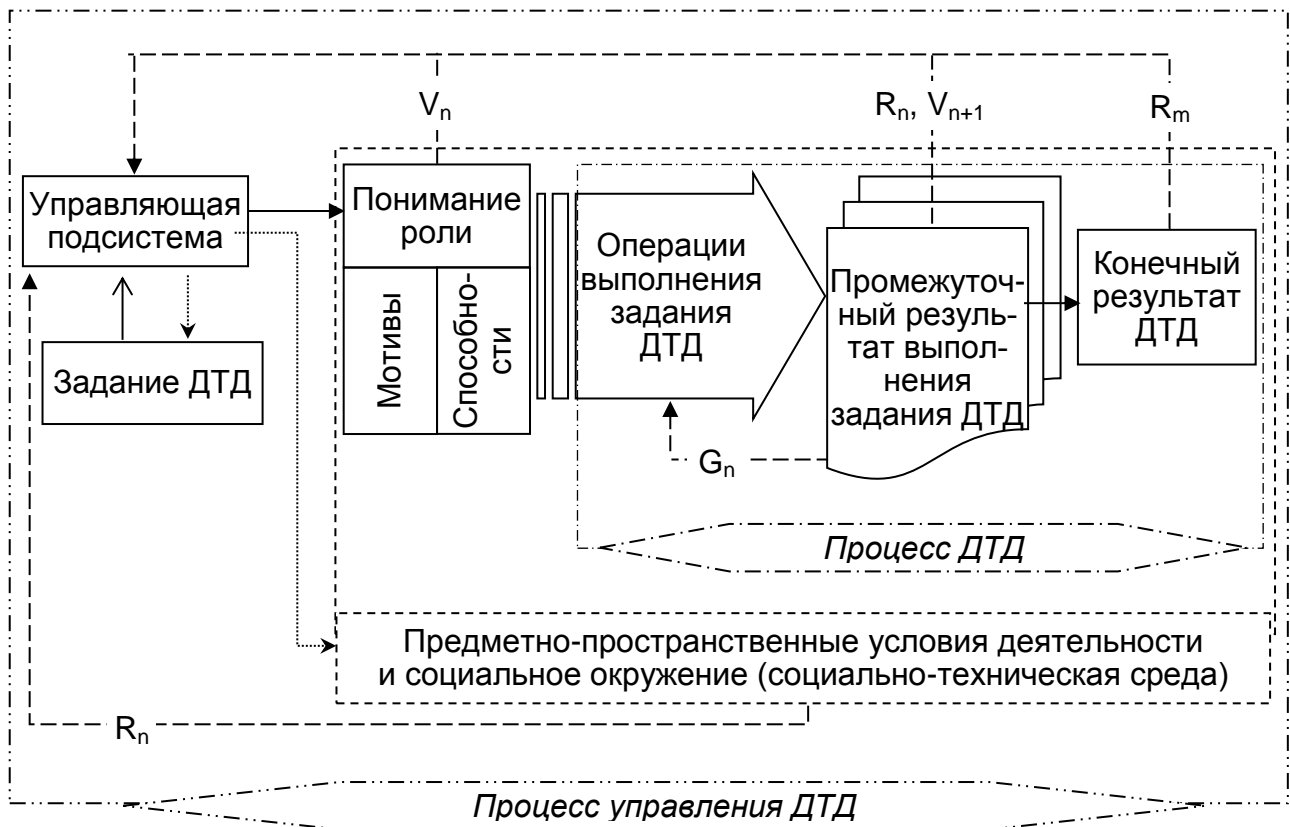 Vn
Rn, Vn+1
Rm
Управляющая
подсистема
Понимание
роли
Мотивы
Способно-
сти
Задание ДТД
Операции
выполнения
задания
ДТД
Промежуточ-
ный резуль-
тат выпол-
нения
задания ДТД
Конечный
результат
ДТД
Gn
Процесс ДТД
Предметно-пространственные условия деятельности
и социальное окружение (социально-техническая среда)
Rn
Процесс управления ДТД